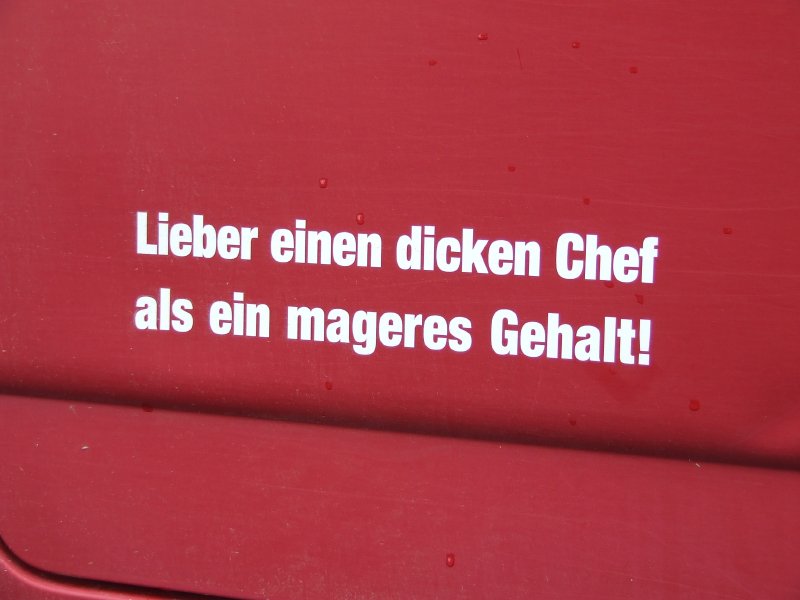 Lieber einen dicken Chef
als ein mageres Gehalt!